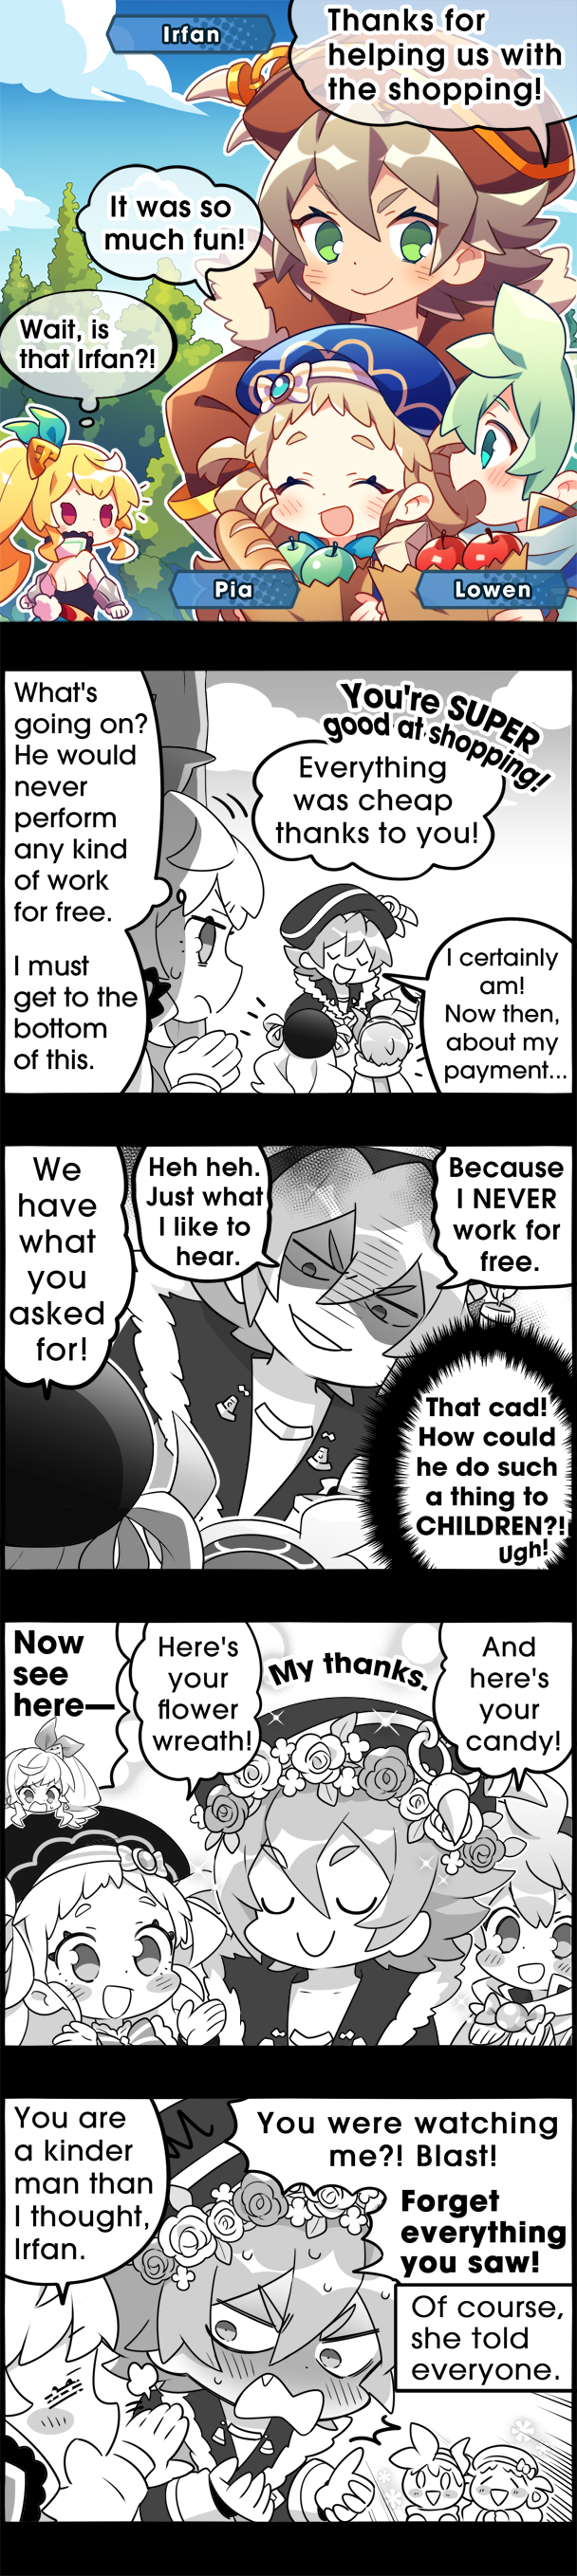 Irfan
Thanks for
helping us with
the shopping!
It was so
much fun!
Wait, is
that Irfan?!
Pia
Lowen
What's
going on?
He would
never
perform
any kind
of work
for free.
I must
get to the
bottom
of this.
You're SUPER
good at shopping!
Everything
was cheap
thanks to you!
I certainly
am!
Now then,
about my
payment...
We
have
what
you
asked
for!
Heh heh.
Just what
I like to
hear.
Because
I NEVER
work for
free.
That cad!
How could
he do such
a thing to
CHILDREN?!
Ugh!
Now
see
here—
Here's
your
flower
wreath!
My thanks.
And
here's
your
candy!
You are
a kinder
man than
I thought,
Irfan.
You were watching
me?! Blast!
Forget
everything
you saw!
Of course,
she told
everyone.